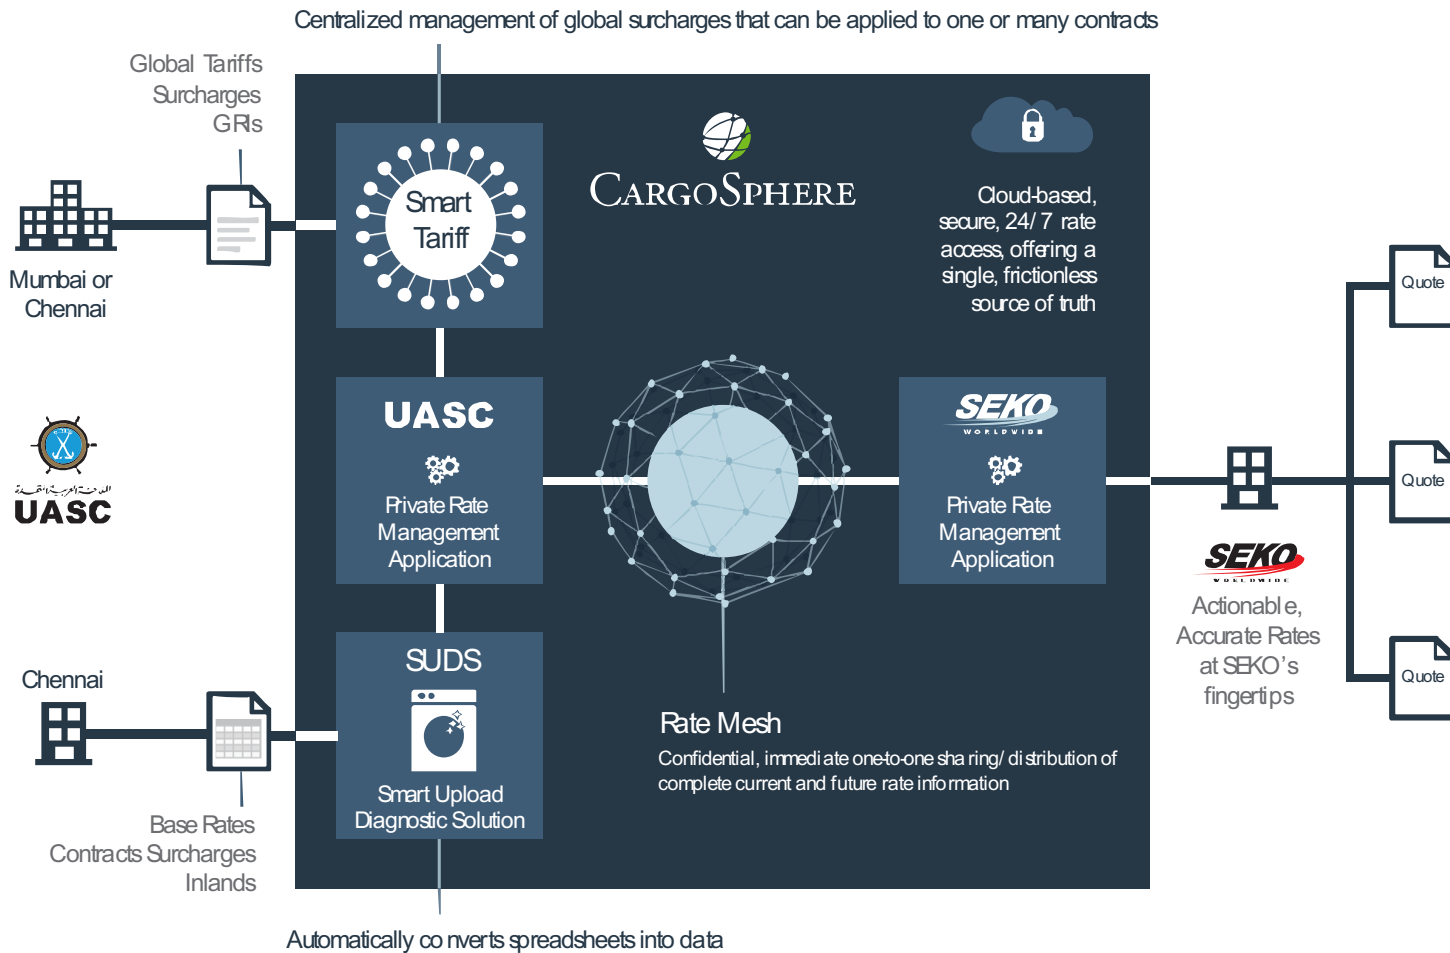 Centralized management of global surcharges that can be applied to one or many contracts
Global Tariffs
Surcharges
GRIs
Mumbai or
Chennai
Smart
Tariff
CARGOSPHERE
Cloud-based,
secure, 24/7 rate
access, offering a
single, frictionless
source of truth
UASC
UASC
Private Rate
Management
Application
SEKO
WORLDWIDE
Private Rate
Management
Application
SEKO
WORLDWIDE
Actionable,
Accurate Rates
at SEKO's
fingertips
Quote
Quote
Quote
Chennai
Base Rates
Contracts Surcharges
Inlands
SUDS
Smart Upload
Diagnostic Solution
Rate Mesh
Confidential, immediate one-to-one sharing/distribution of
complete current and future rate information
Automatically converts spreadsheets into data